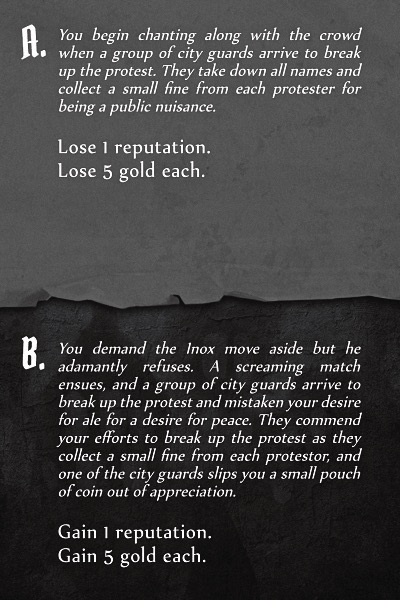 A. You begin chanting along with the crowd
when a group of city guards arrive to break
up the protest. They take down all names and
collect a small fine from each protester for
being a public nuisance.
Lose 1 reputation.
Lose 5 gold each.
B. You demand the Inox move aside but he
adamantly refuses. A screaming match
ensues, and a group of city guards arrive to
break up the protest and mistaken your desire
for ale for a desire for peace. They commend
your efforts to break up the protest as they
collect a small fine from each protestor, and
one of the city guards slips you a small pouch
of coin out of appreciation.
Gain 1 reputation.
Gain 5 gold each.